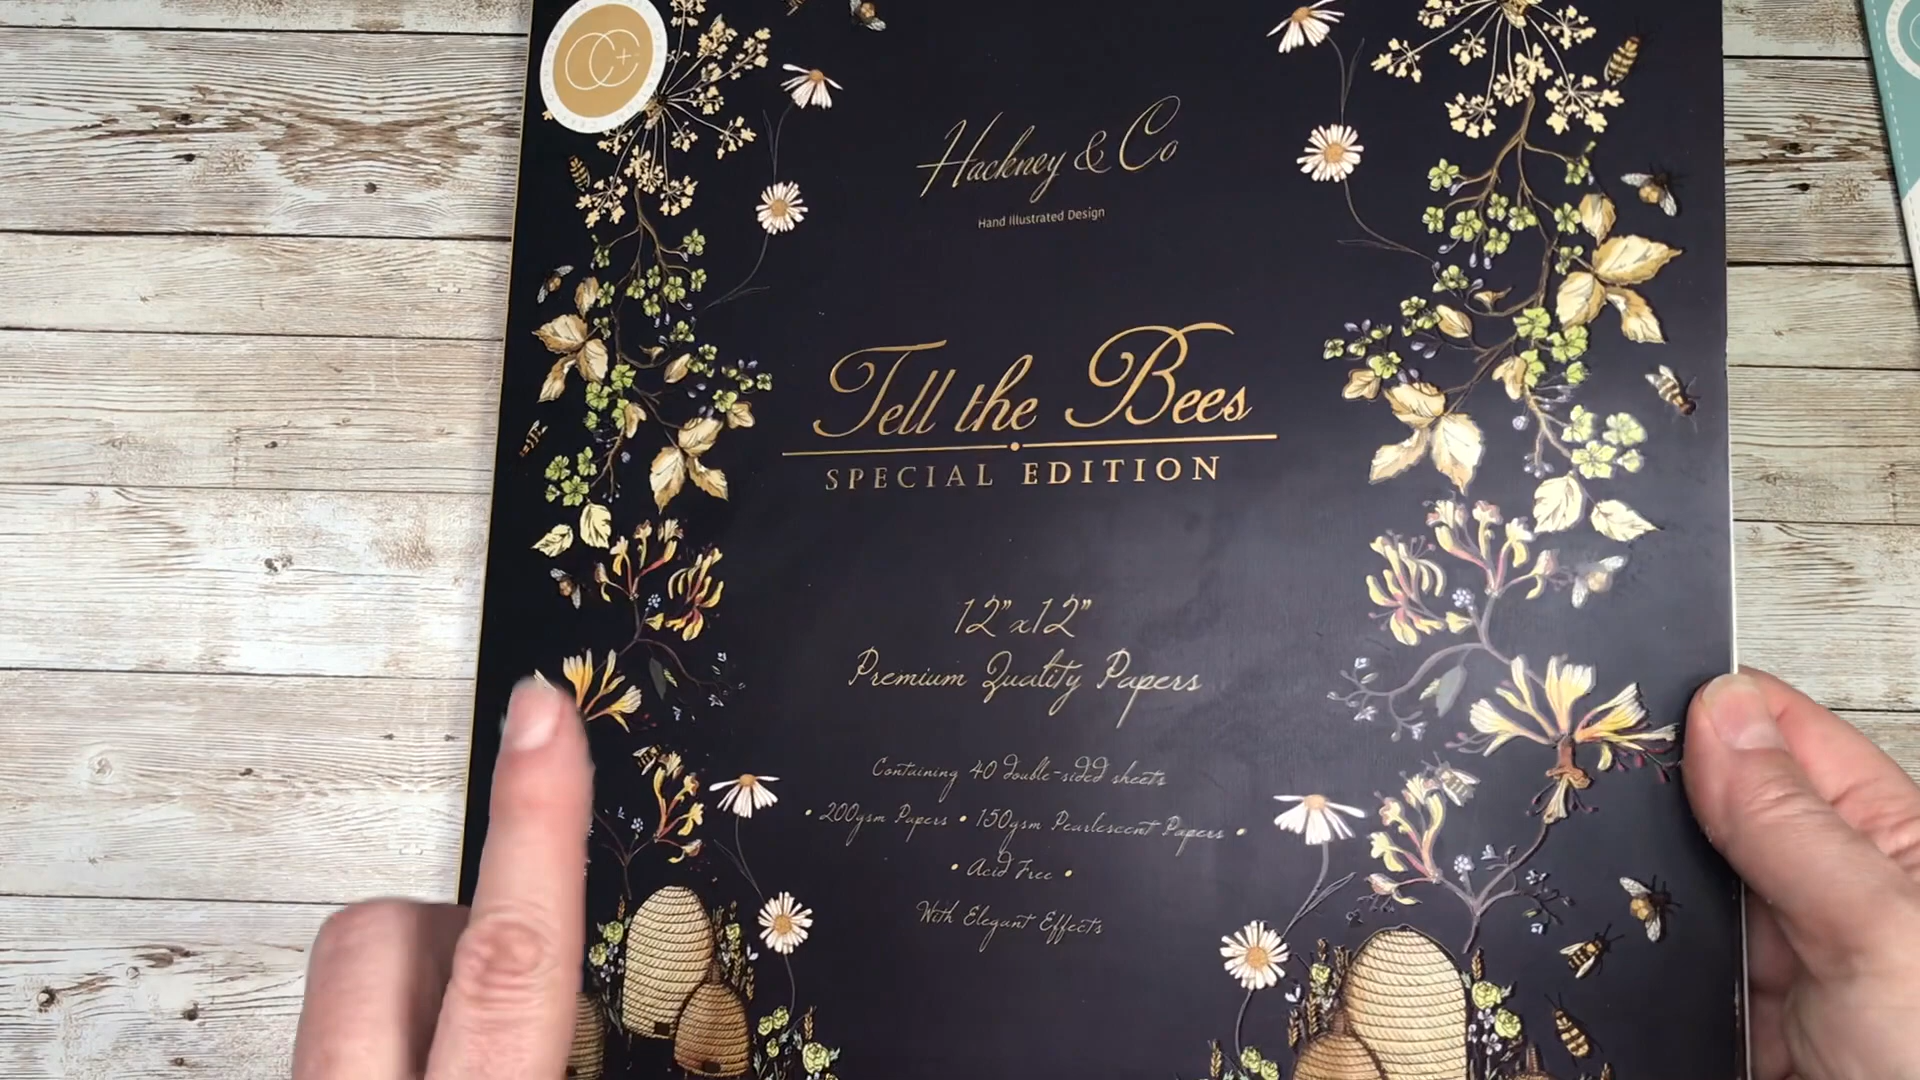 Hackney & Co
Hand Illustrated Design
Tell the Bees
SPECIAL EDITION
12"x12"
Premium Quality Papers
Containing 40 double-sided sheets
• 200gsm Papers • 150gsm Pearlescent Papers •
• Acid Free •
With Elegant Effects